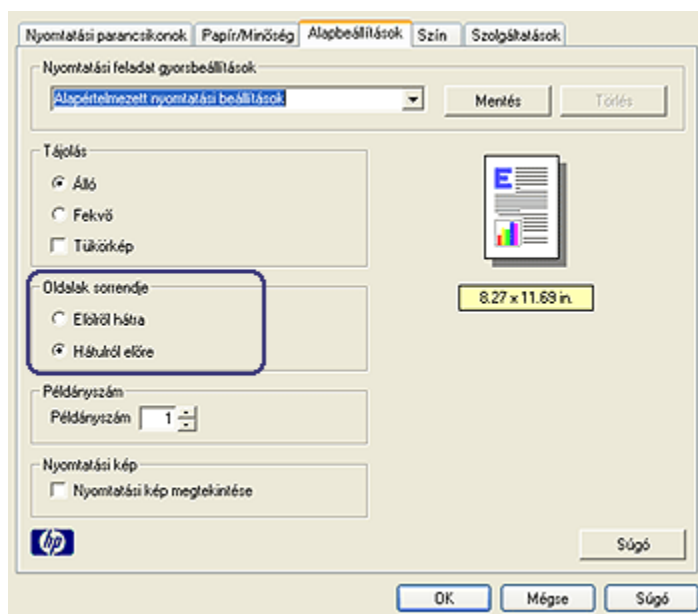 Nyomtatási parancsikonok Papír/Minőség Alapbeállítások Szín Szolgáltatások
Nyomtatási feladat gyorsbeállítások
Alapértelmezett nyomtatási beállítások Mentés Törlés
Tájolás
Álló
Fekvő
Tükörkép
E
Oldalak sorrendje
8.27 x 11.69 in.
Elölről hátra
Hátulról előre
Példányszám
Példányszám 1
Nyomtatási kép
Nyomtatási kép megtekintése
hp
Súgó
OK Mégse Súgó